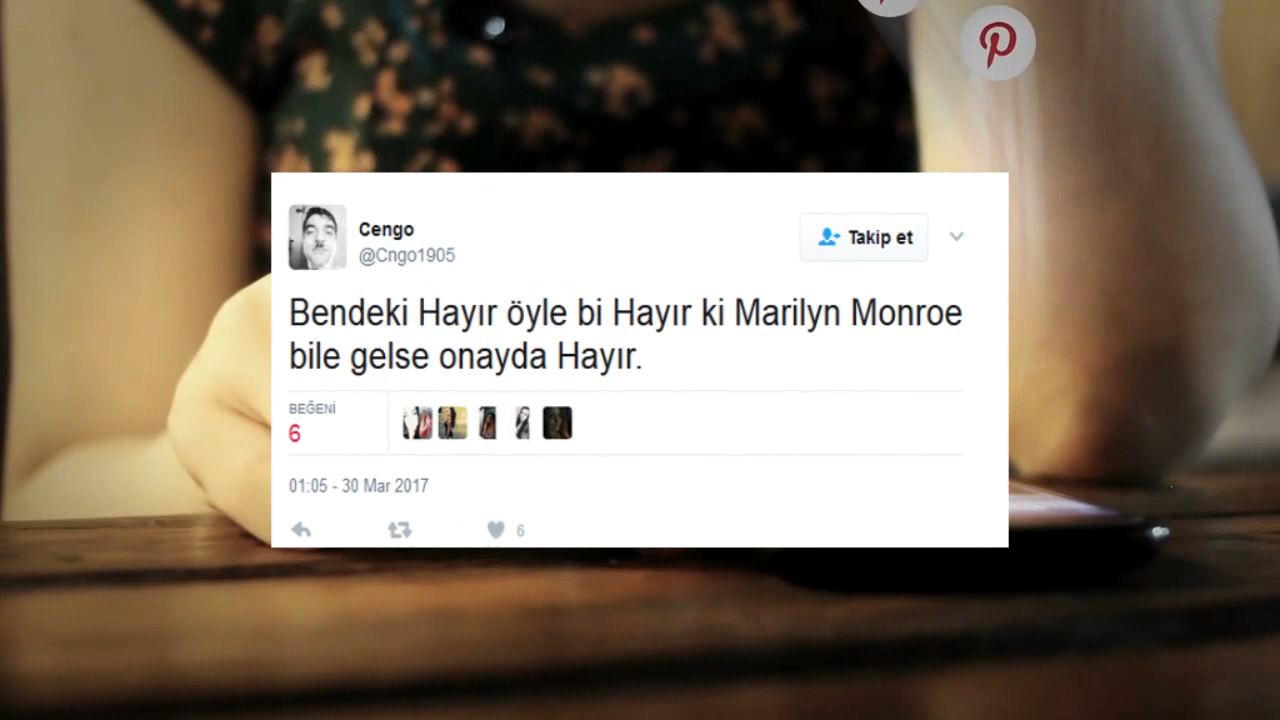 Cengo
@Cngo1905
Takip et
Bendeki Hayır öyle bi Hayır ki Marilyn Monroe
bile gelse onayda Hayır.
BEĞENİ
6
01:05 - 30 Mar 2017
6